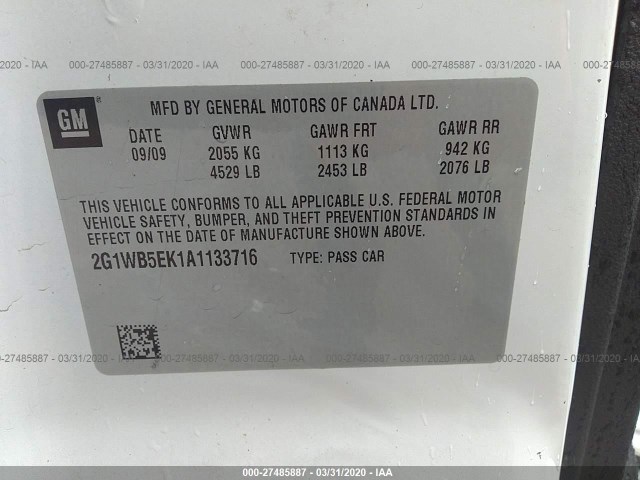 000-27485887 - 03/31/2020 - IAA
GM
®
MFD BY GENERAL MOTORS OF CANADA LTD.
DATE GVWR GAWR FRT GAWR RR
09/09 2055 KG 1113 KG 942 KG
4529 LB 2453 LB 2076 LB
THIS VEHICLE CONFORMS TO ALL APPLICABLE U.S. FEDERAL MOTOR
VEHICLE SAFETY, BUMPER, AND THEFT PREVENTION STANDARDS IN
EFFECT ON THE DATE OF MANUFACTURE SHOWN ABOVE.
2G1WB5EK1A1133716 TYPE: PASS CAR
00-27485887 - 03/31/2020 - IAA 000-27485887 - 03/31/2020 - IAA 000-27485887 - 03/31/2
000-27485887 - 03/31/2020 - IAA